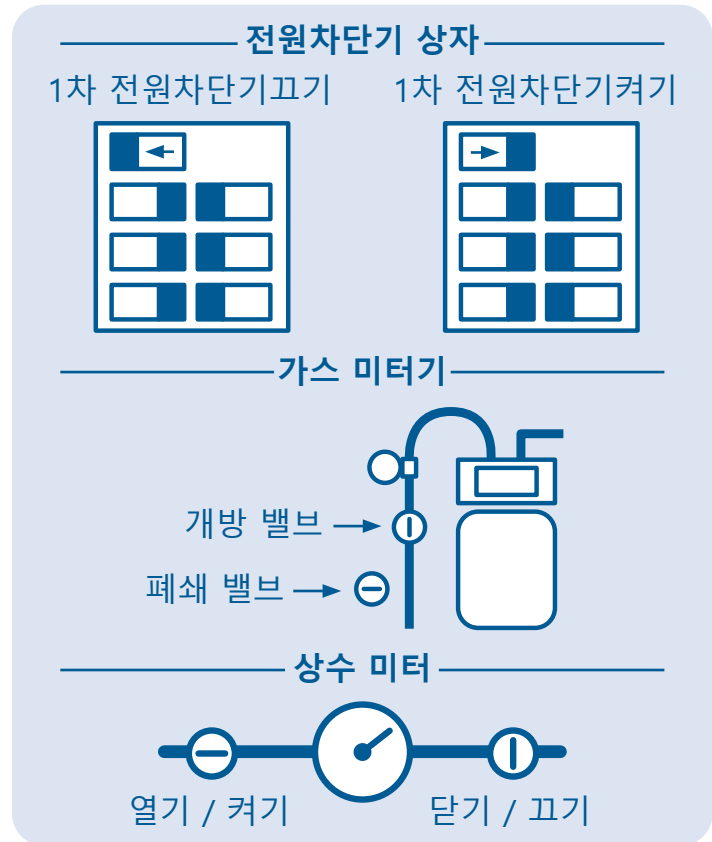 전원차단기 상자
1차 전원차단기끄기
1차 전원차단기켜기
가스 미터기
개방 밸브
폐쇄 밸브
상수 미터
열기 / 켜기
닫기 / 끄기